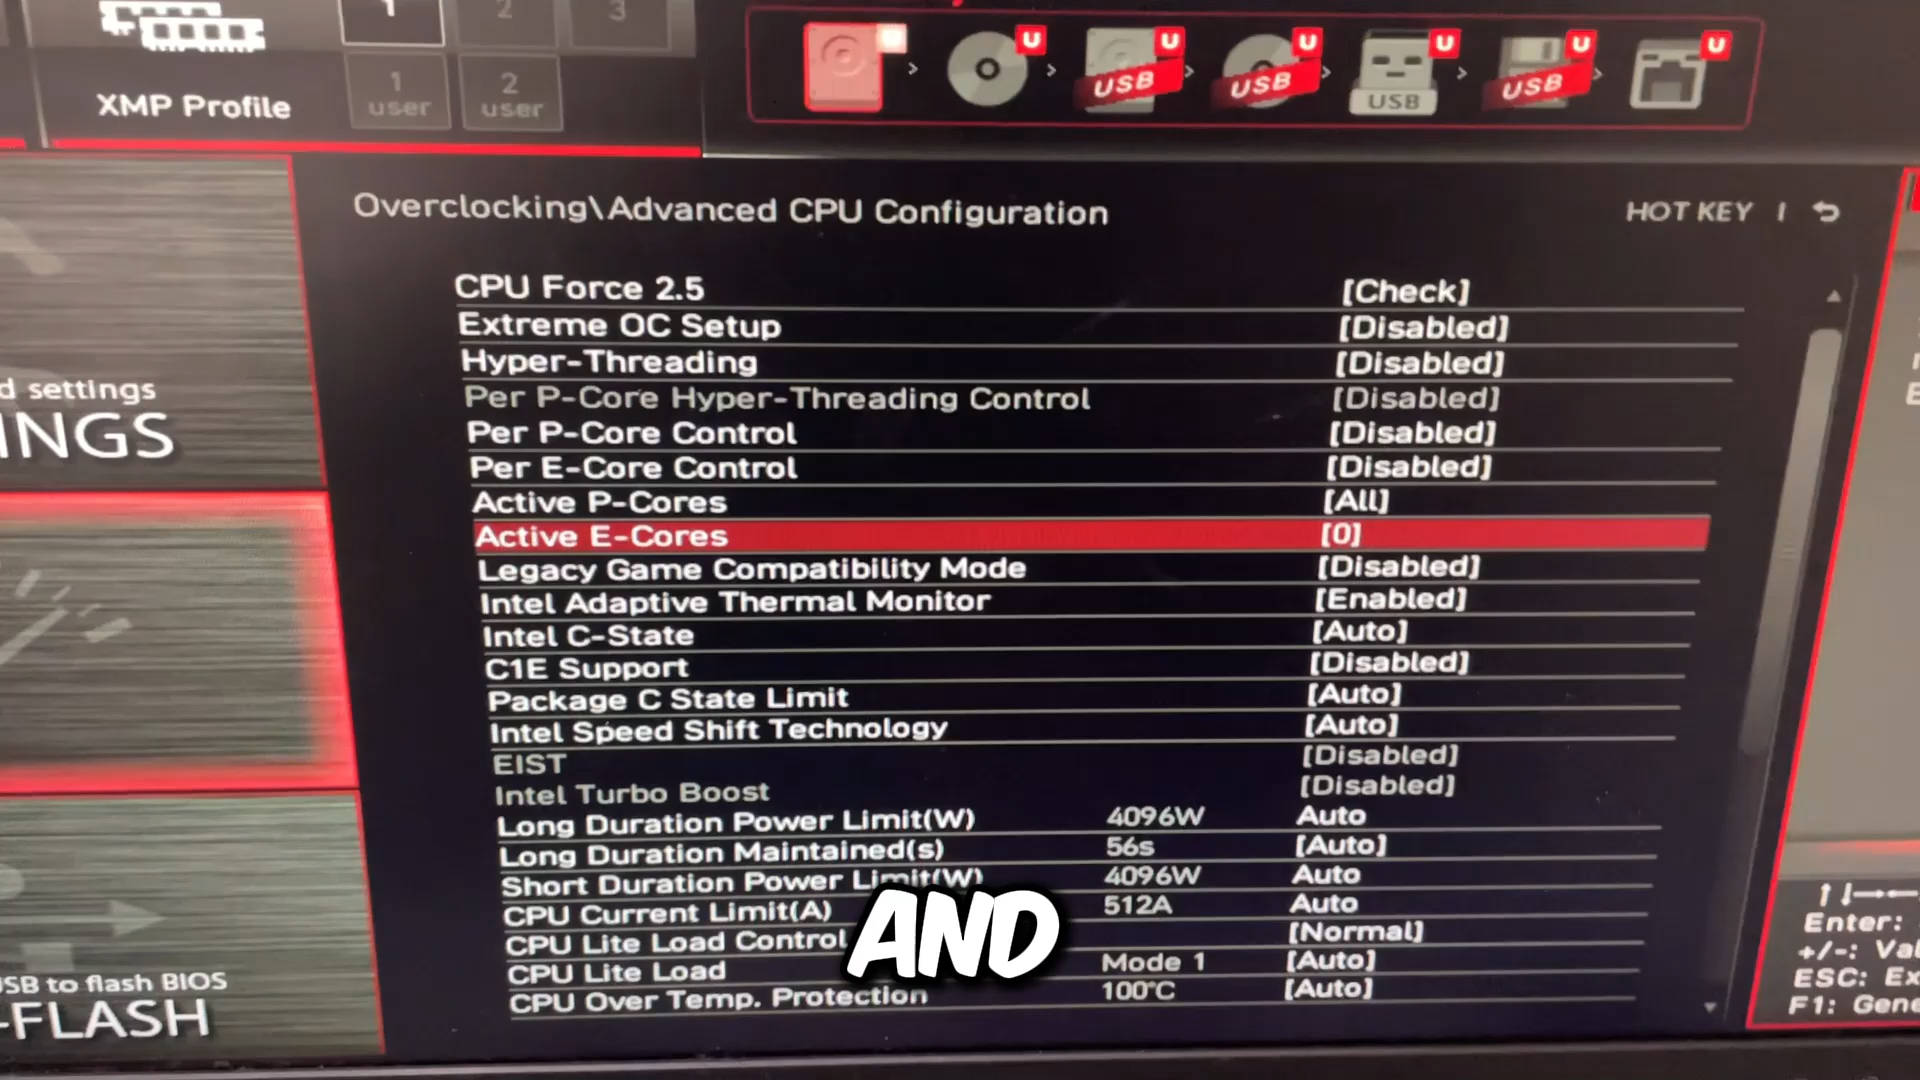 1 2 3
XMP Profile
1 user
2 user
U
U USB
U USB
U USB
U USB
U
Overclocking\Advanced CPU Configuration
HOT KEY |
CPU Force 2.5 [Check]
Extreme OC Setup [Disabled]
Hyper-Threading [Disabled]
Per P-Core Hyper-Threading Control [Disabled]
Per P-Core Control [Disabled]
Per E-Core Control [Disabled]
Active P-Cores [All]
Active E-Cores [0]
Legacy Game Compatibility Mode [Disabled]
Intel Adaptive Thermal Monitor [Enabled]
Intel C-State [Auto]
C1E Support [Disabled]
Package C State Limit [Auto]
Intel Speed Shift Technology [Auto]
EIST [Disabled]
Intel Turbo Boost [Disabled]
Long Duration Power Limit(W) 4096W Auto
Long Duration Maintained(s) 56s [Auto]
Short Duration Power Limit(W) 4096W Auto
CPU Current Limit(A) 512A Auto
CPU Lite Load Control [Normal]
CPU Lite Load Mode 1 [Auto]
CPU Over Temp. Protection 100°C [Auto]
AND
d settings
INGS
USB to flash BIOS
-FLASH
Enter:
+/-: Val
ESC: Ex
F1: Gene